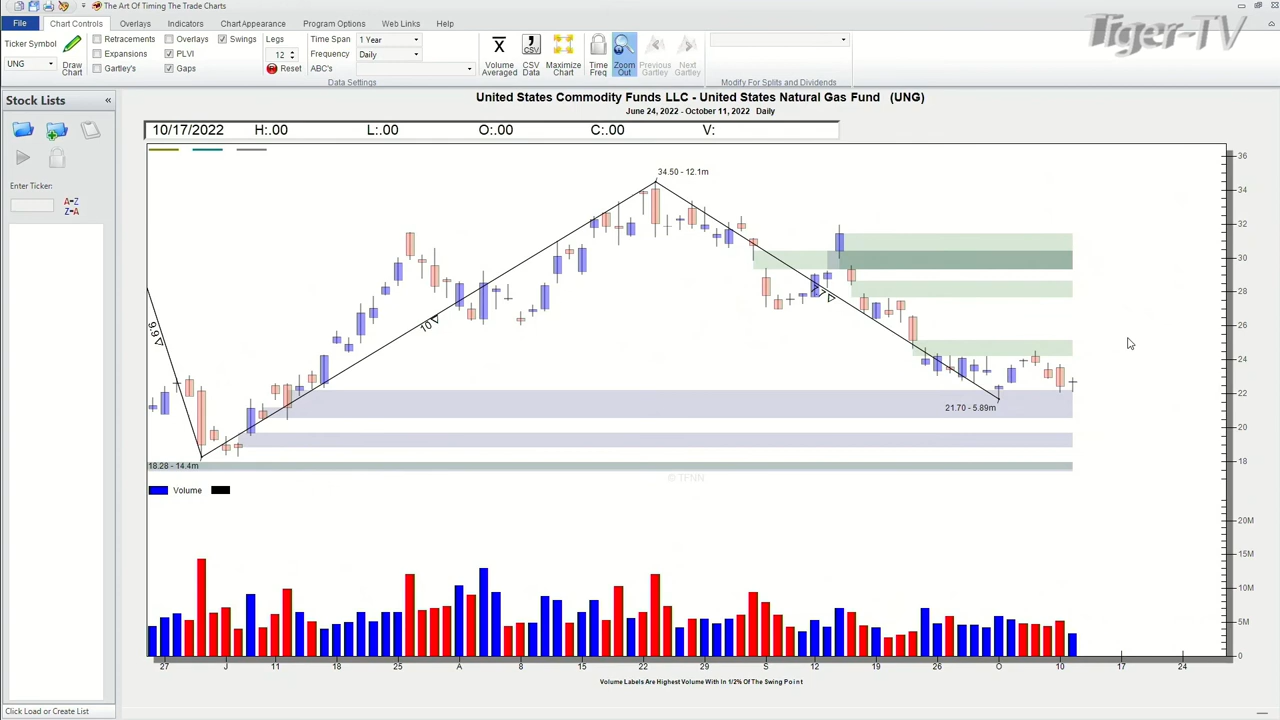 The Art Of Timing The Trade Charts
Tiger-TV
File Chart Controls Overlays Indicators Chart Appearance Program Options Web Links Help
Ticker Symbol
UNG
Draw Chart
Retracements Overlays Swings
Expansions PLVI
Gartley's Gaps
Legs
12
Reset
Time Span 1 Year
Frequency Daily
ABC's
Data Settings
Volume Averaged
CSV Data
Maximize Chart
Time Freq
Zoom Out
Previous Gartley
Next Gartley
Modify For Splits and Dividends
Stock Lists «
Enter Ticker:
A-Z
Z-A
Click Load or Create List
United States Commodity Funds LLC - United States Natural Gas Fund (UNG)
June 24, 2022 - October 11, 2022 Daily
10/17/2022 H:.00 L:.00 O:.00 C:.00 V:
34.50 - 12.1m
10
9.9
21.70 - 5.89m
18.28 - 14.4m
© TFNN
36
34
32
30
28
26
24
22
20
18
Volume
20M
15M
10M
5M
0
27 J 11 18 25 A 8 15 22 29 S 12 19 26 O 10 17 24
Volume Labels Are Highest Volume With In 1/2% Of The Swing Point